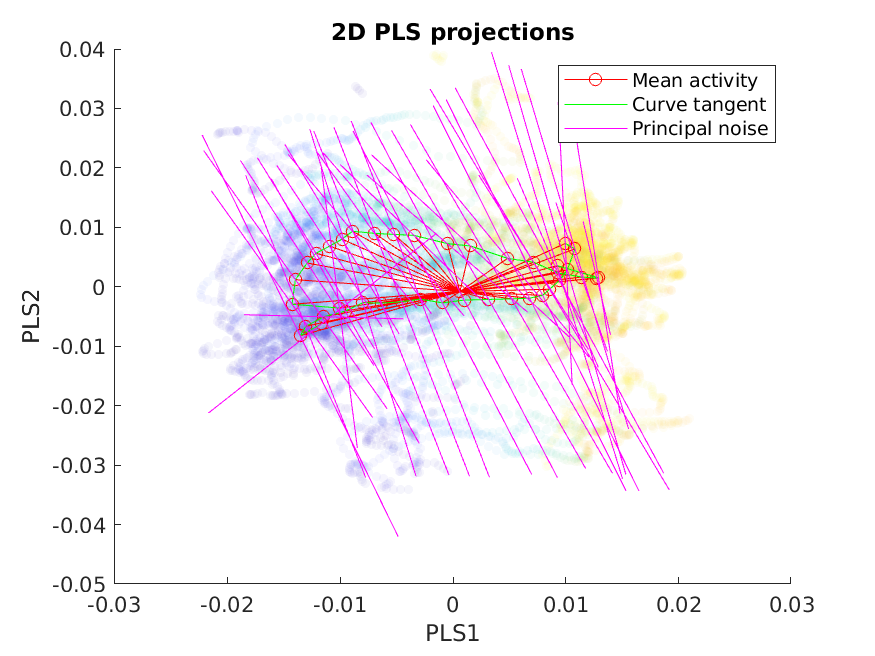 2D PLS projections
0.04
0.03
0.02
0.01
0
-0.01
-0.02
-0.03
-0.04
-0.05
PLS2
Mean activity
Curve tangent
Principal noise
-0.03 -0.02 -0.01 0 0.01 0.02 0.03
PLS1